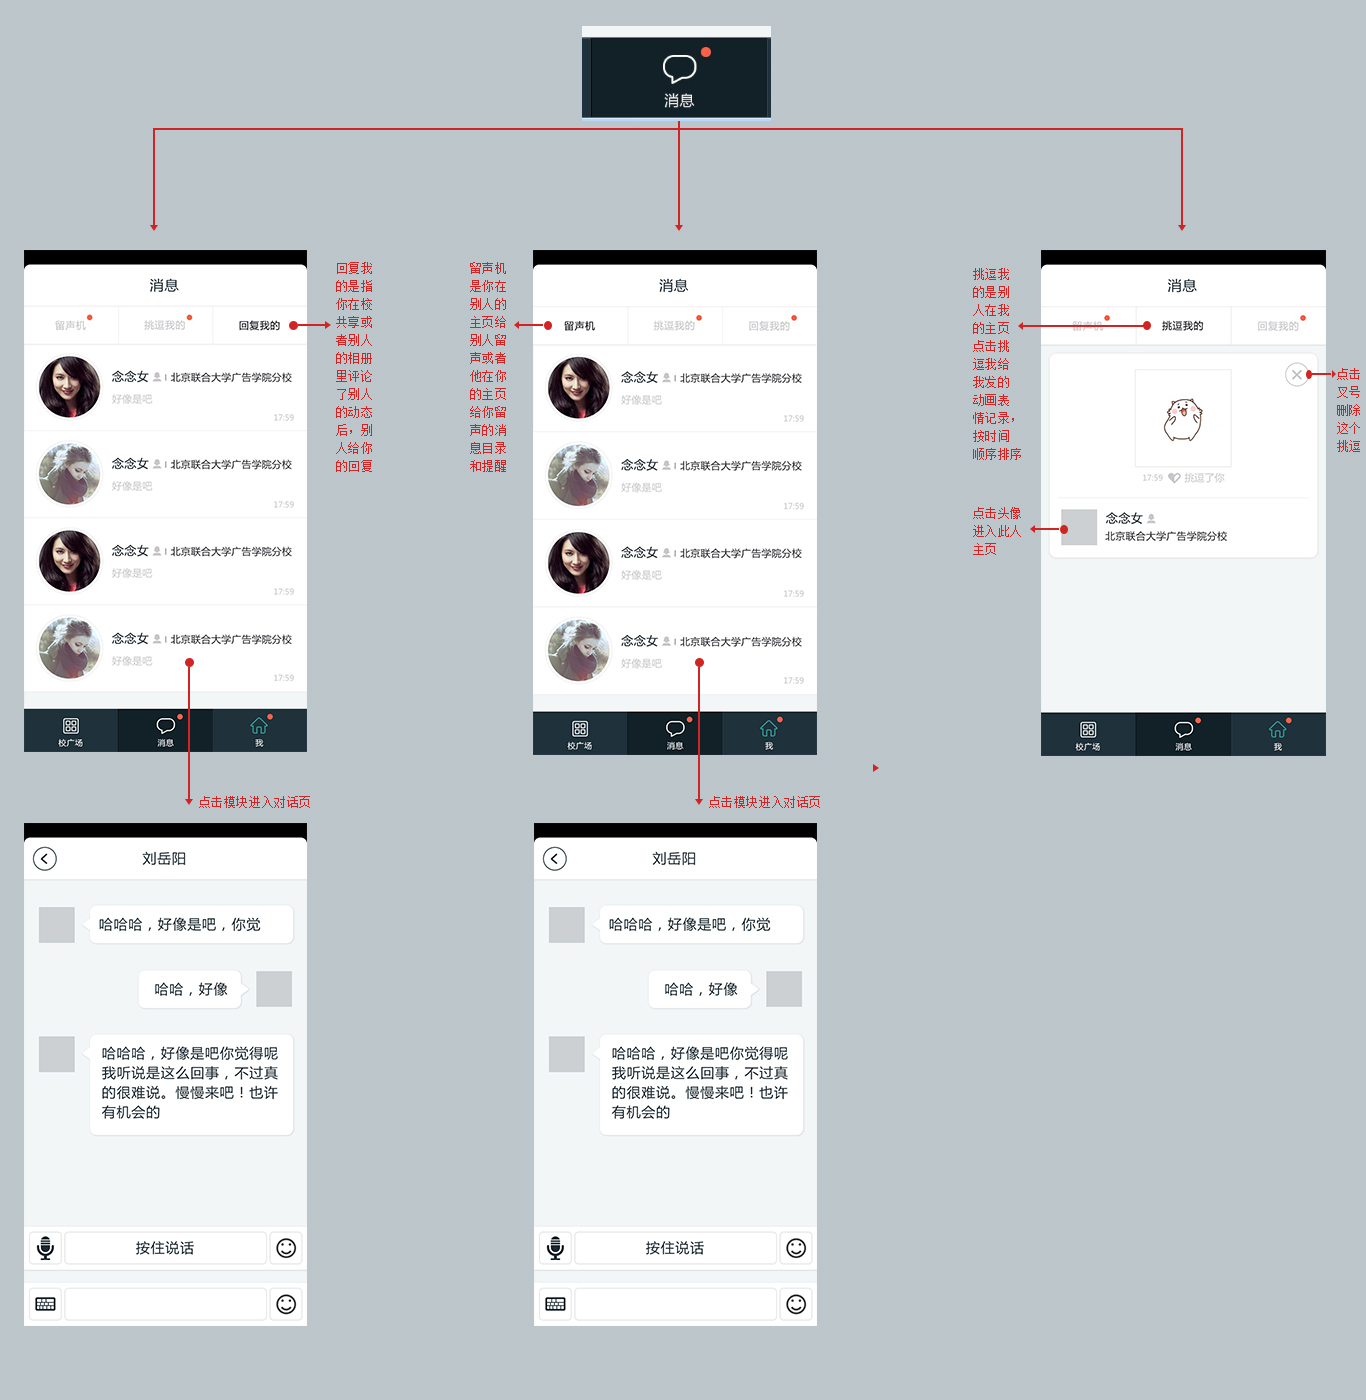 消息
消息
留声机
挑逗我的
回复我的
念念女
北京联合大学广告学院分校
好像是吧
17:59
念念女
北京联合大学广告学院分校
好像是吧
17:59
念念女
北京联合大学广告学院分校
好像是吧
17:59
念念女
北京联合大学广告学院分校
好像是吧
17:59
校广场
消息
我
回复我
的是指
你在校
共享或
者别人
的相册
里评论
了别人
的动态
后，别
人给你
的回复
留声机
是你在
别人的
主页给
别人留
声或者
他在你
的主页
给你留
声的消
息目录
和提醒
消息
留声机
挑逗我的
回复我的
念念女
北京联合大学广告学院分校
好像是吧
17:59
念念女
北京联合大学广告学院分校
好像是吧
17:59
念念女
北京联合大学广告学院分校
好像是吧
17:59
念念女
北京联合大学广告学院分校
好像是吧
17:59
校广场
消息
我
挑逗我
的是别
人在我
的主页
点击挑
逗我给
我发的
动画表
情记录，
按时间
顺序排序
点击头像
进入此人
主页
消息
留声机
挑逗我的
回复我的
17:59
挑逗了你
念念女
北京联合大学广告学院分校
校广场
消息
我
点击
叉号
删除
这个
挑逗
点击模块进入对话页
刘岳阳
哈哈哈，好像是吧，你觉
哈哈，好像
哈哈哈，好像是吧你觉得呢
我听说是这么回事，不过真
的很难说。慢慢来吧！也许
有机会的
按住说话
点击模块进入对话页
刘岳阳
哈哈哈，好像是吧，你觉
哈哈，好像
哈哈哈，好像是吧你觉得呢
我听说是这么回事，不过真
的很难说。慢慢来吧！也许
有机会的
按住说话